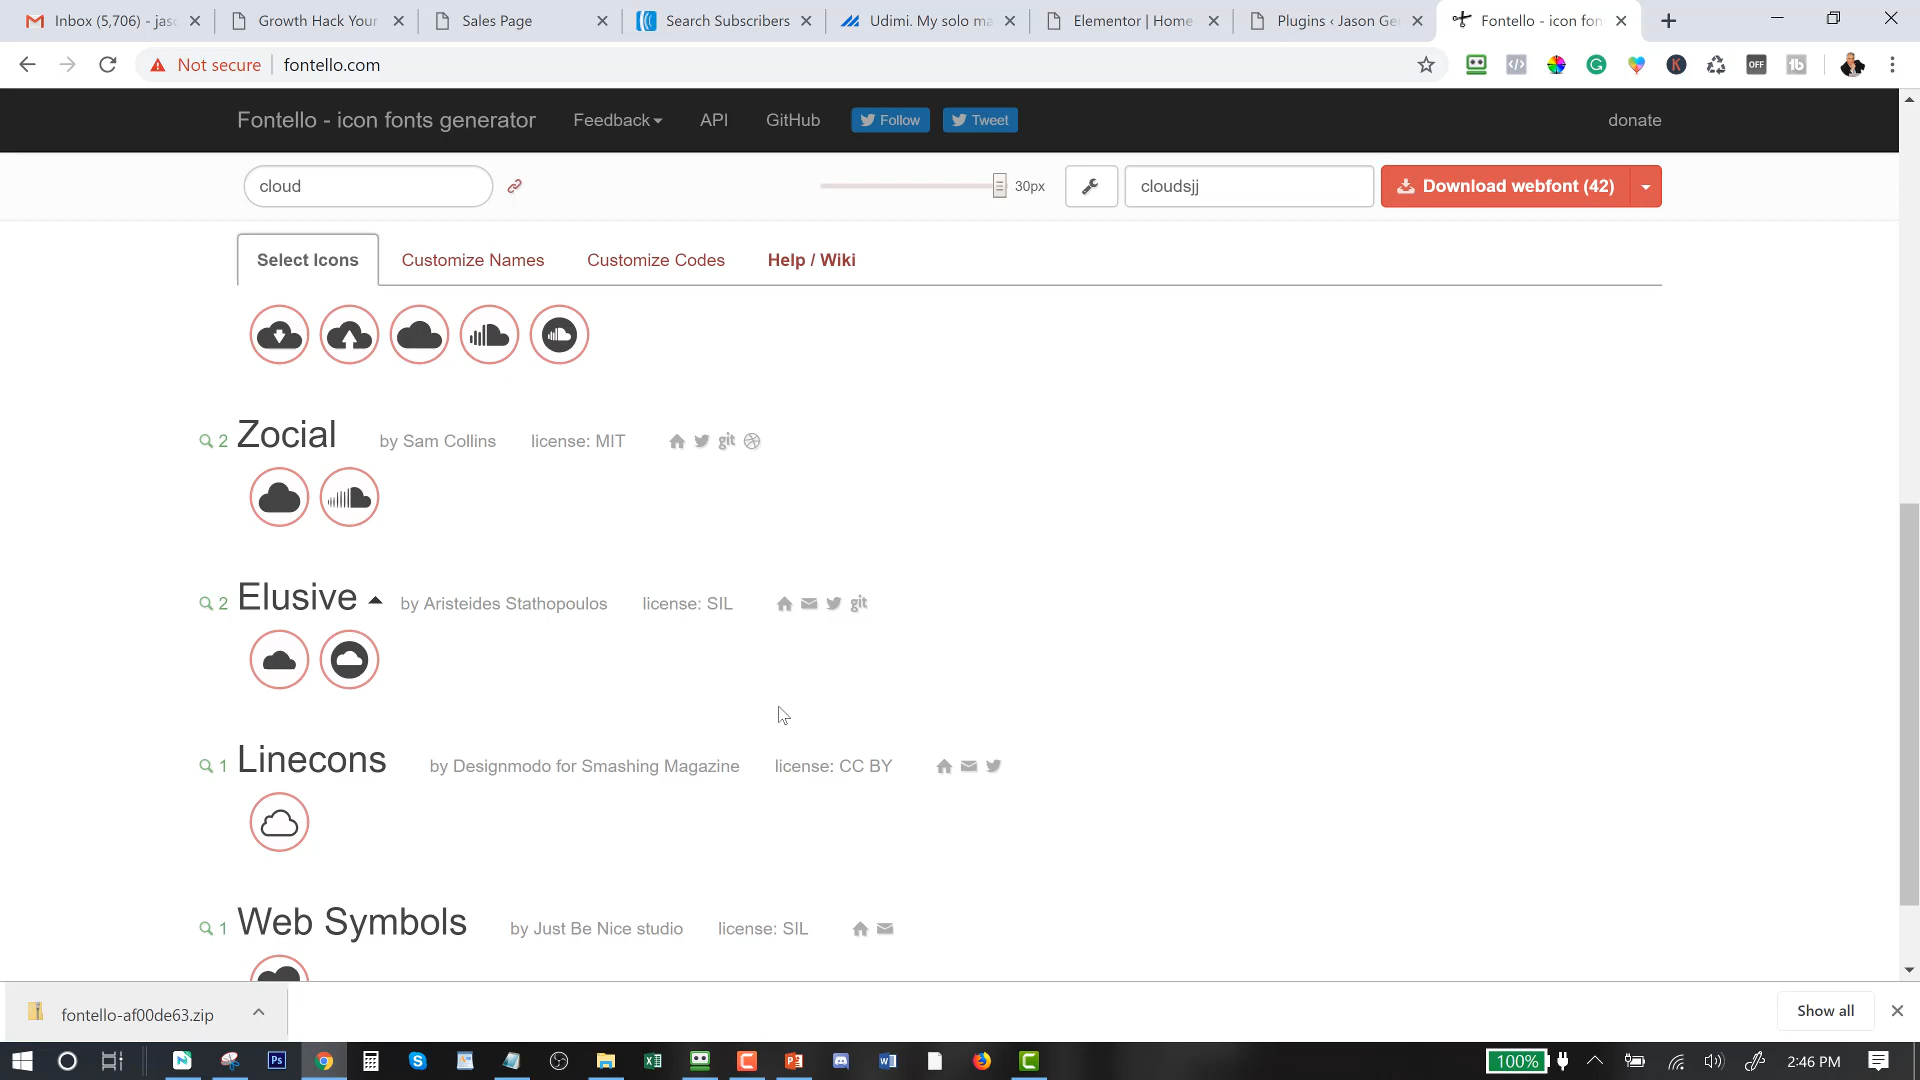 Inbox (5,706) - jaso
Growth Hack Your
Sales Page
Search Subscribers
Udimi. My solo ma
Elementor | Home
Plugins ‹ Jason Ge
Fontello - icon fon
Not secure
fontello.com
OFF
Fontello - icon fonts generator
Feedback
API
GitHub
Follow
Tweet
donate
cloud
30px
cloudsjj
Download webfont (42)
Select Icons
Customize Names
Customize Codes
Help / Wiki
2 Zocial by Sam Collins license: MIT git
2 Elusive by Aristeides Stathopoulos license: SIL git
1 Linecons by Designmodo for Smashing Magazine license: CC BY
1 Web Symbols by Just Be Nice studio license: SIL
fontello-af00de63.zip
Show all
100%
2:46 PM